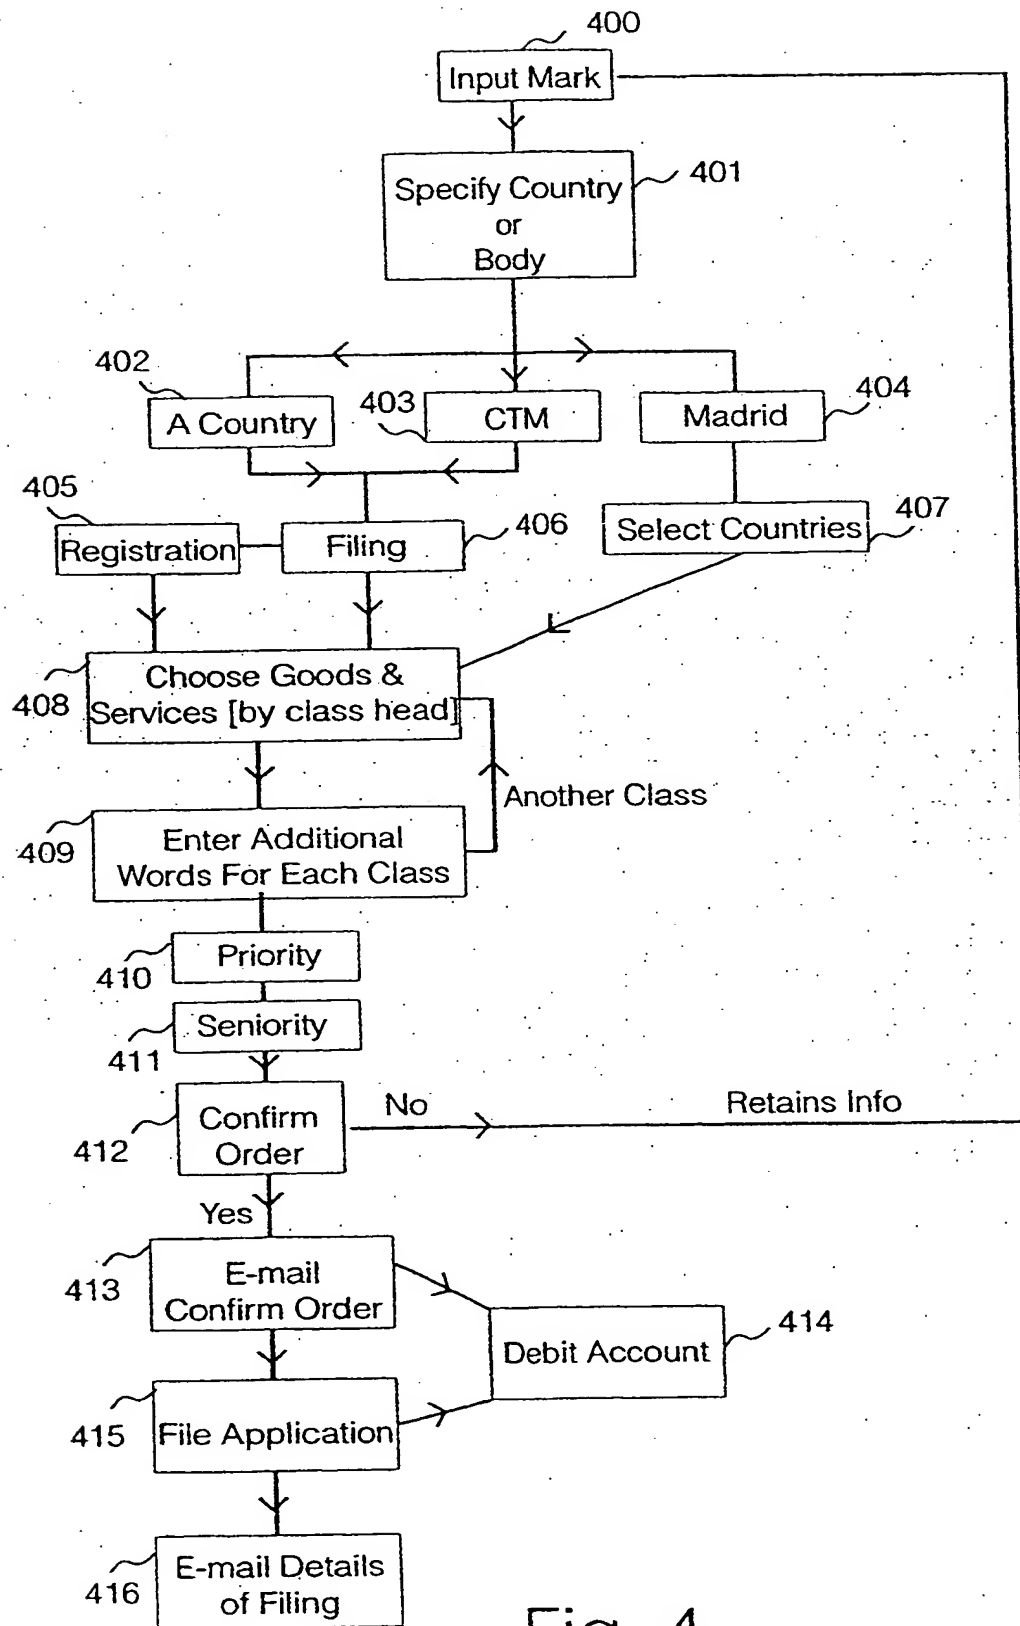 400
Input Mark
401
Specify Country
or
Body
402
A Country
403
CTM
404
Madrid
405
Registration
406
Filing
407
Select Countries
408
Choose Goods &
Services [by class head]
Another Class
409
Enter Additional
Words For Each Class
410
Priority
411
Seniority
412
Confirm
Order
No
Retains Info
Yes
413
E-mail
Confirm Order
414
Debit Account
415
File Application
416
E-mail Details
of Filing
Fig. 4